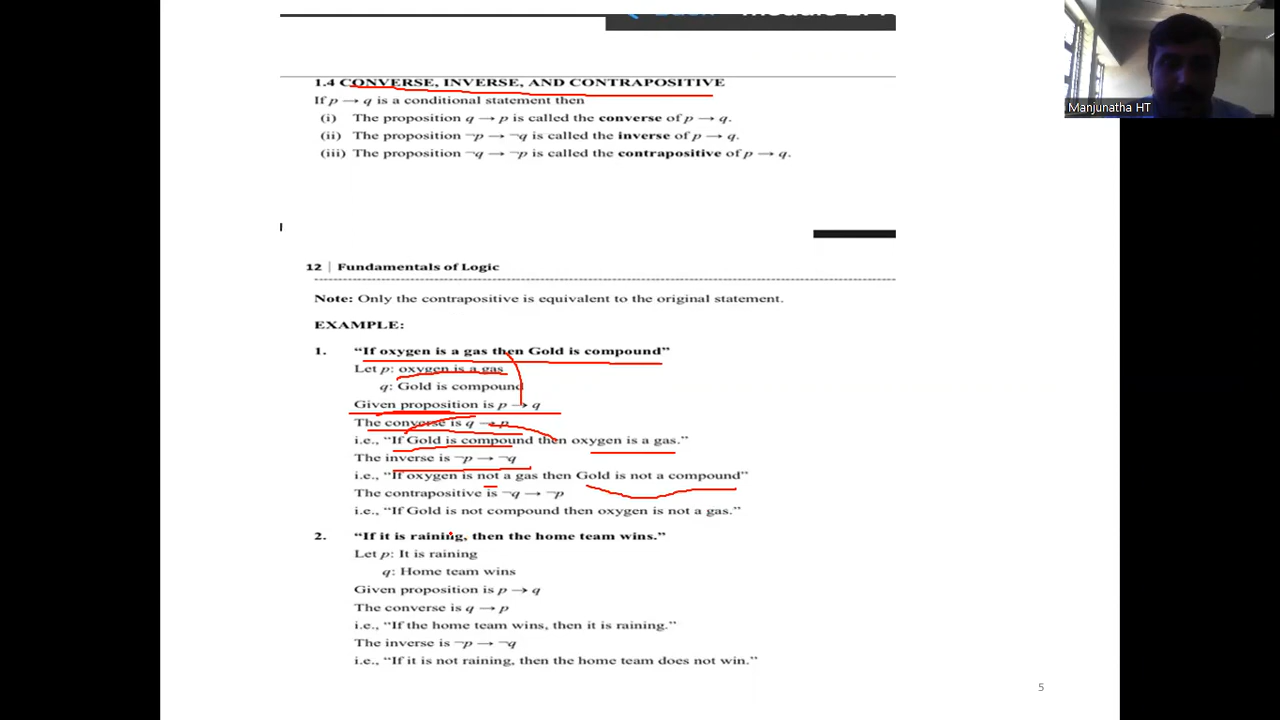 1.4 CONVERSE, INVERSE, AND CONTRAPOSITIVE
If p → q is a conditional statement then
(i) The proposition q → p is called the converse of p → q.
(ii) The proposition ¬p → ¬q is called the inverse of p → q.
(iii) The proposition ¬q → ¬p is called the contrapositive of p → q.
Manjunatha HT
12 | Fundamentals of Logic
Note: Only the contrapositive is equivalent to the original statement.
EXAMPLE:
1. “If oxygen is a gas then Gold is compound”
Let p: oxygen is a gas
q: Gold is compound
Given proposition is p → q
The converse is q → p
i.e., “If Gold is compound then oxygen is a gas.”
The inverse is ¬p → ¬q
i.e., “If oxygen is not a gas then Gold is not a compound”
The contrapositive is ¬q → ¬p
i.e., “If Gold is not compound then oxygen is not a gas.”
2. “If it is raining, then the home team wins.”
Let p: It is raining
q: Home team wins
Given proposition is p → q
The converse is q → p
i.e., “If the home team wins, then it is raining.”
The inverse is ¬p → ¬q
i.e., “If it is not raining, then the home team does not win.”
5